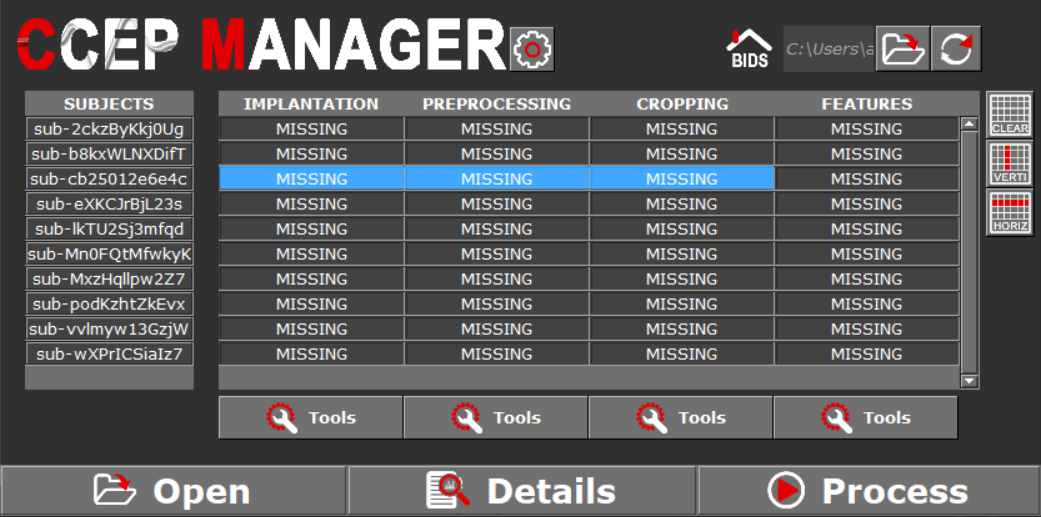 CCEP MANAGER
BIDS C:\Users\a
SUBJECTS IMPLANTATION PREPROCESSING CROPPING FEATURES
sub-2ckzByKkj0Ug MISSING MISSING MISSING MISSING CLEAR
sub-b8kxWLNXDifT MISSING MISSING MISSING MISSING
sub-cb25012e6e4c MISSING MISSING MISSING MISSING VERTI
sub-eXKCJrBjL23s MISSING MISSING MISSING MISSING
sub-lkTU2Sj3mfqd MISSING MISSING MISSING MISSING HORIZ
sub-Mn0FQtMfwkyK MISSING MISSING MISSING MISSING
sub-MxzHqllpw2Z7 MISSING MISSING MISSING MISSING
sub-podKzhtZkEvx MISSING MISSING MISSING MISSING
sub-vvlmyw13GzjW MISSING MISSING MISSING MISSING
sub-wXPrICSiaIz7 MISSING MISSING MISSING MISSING
Tools Tools Tools Tools
Open Details Process